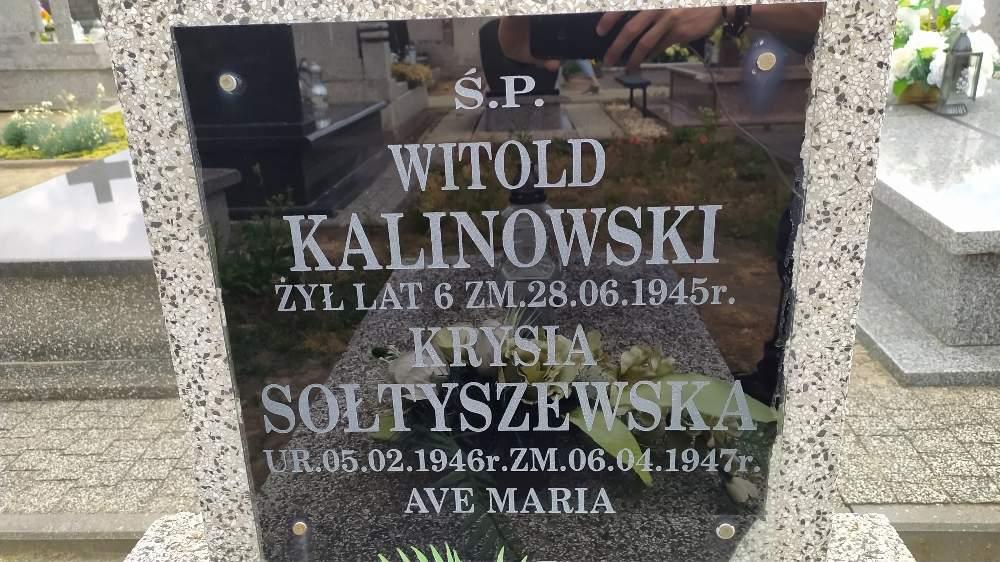 Ś.P.
WITOLD
KALINOWSKI
ŻYŁ LAT 6 ZM.28.06.1945r.
KRYSIA
SOŁTYSZEWSKA
UR.05.02.1946r.ZM.06.04.1947r.
AVE MARIA